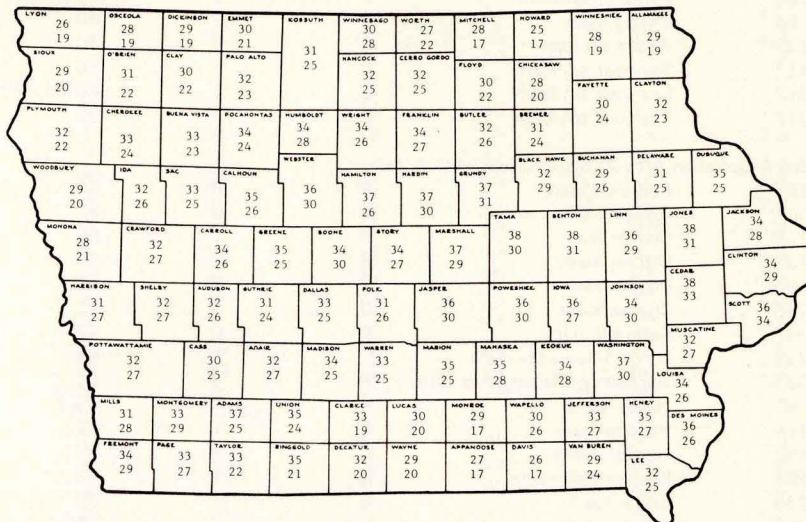 LYON
26
19
OSCEOLA
28
19
DICKINSON
29
19
EMMET
30
21
KOSSUTH
31
25
WINNEBAGO
30
28
WORTH
27
22
MITCHELL
28
17
HOWARD
25
17
WINNESHIEK
28
19
ALLAMAKEE
29
19
SIOUX
29
20
O'BRIEN
31
22
CLAY
30
22
PALO ALTO
32
23
HANCOCK
32
25
CERRO GORDO
32
25
FLOYD
30
22
CHICKASAW
28
20
FAYETTE
30
24
CLAYTON
32
23
PLYMOUTH
32
22
CHEROKEE
33
24
BUENA VISTA
33
23
POCAHONTAS
34
24
HUMBOLDT
34
28
WRIGHT
34
26
FRANKLIN
34
27
BUTLER
32
26
BREMER
31
24
WOODBURY
29
20
IDA
32
26
SAC
33
25
CALHOUN
35
26
WEBSTER
36
30
HAMILTON
37
26
HARDIN
37
30
GRUNDY
37
31
BLACK HAWK
32
29
BUCHANAN
29
26
DELAWARE
31
25
DUBUQUE
35
25
MONONA
28
21
CRAWFORD
32
27
CARROLL
34
26
GREENE
35
25
BOONE
34
30
STORY
34
27
MARSHALL
37
29
TAMA
38
30
BENTON
38
31
LINN
36
29
JONES
38
31
JACKSON
34
28
CLINTON
34
29
CEDAR
38
33
SCOTT
36
34
HARRISON
31
27
SHELBY
32
27
AUDUBON
32
26
GUTHRIE
31
24
DALLAS
33
25
POLK
31
26
JASPER
36
30
POWESHIEK
36
30
IOWA
36
27
JOHNSON
34
30
MUSCATINE
32
27
POTTAWATTAMIE
32
27
CASS
30
25
ADAIR
32
27
MADISON
34
25
WARREN
33
25
MARION
35
25
MAHASKA
35
28
KEOKUK
34
28
WASHINGTON
37
30
LOUISA
34
26
MILLS
31
28
MONTGOMERY
33
29
ADAMS
37
25
UNION
35
24
CLARKE
33
19
LUCAS
30
20
MONROE
29
17
WAPELLO
30
26
JEFFERSON
33
27
HENRY
35
27
DES MOINES
36
26
FREMONT
34
29
PAGE
33
27
TAYLOR
33
22
RINGGOLD
35
21
DECATUR
32
20
WAYNE
29
20
APPANOOSE
27
17
DAVIS
26
17
VAN BUREN
29
24
LEE
32
25